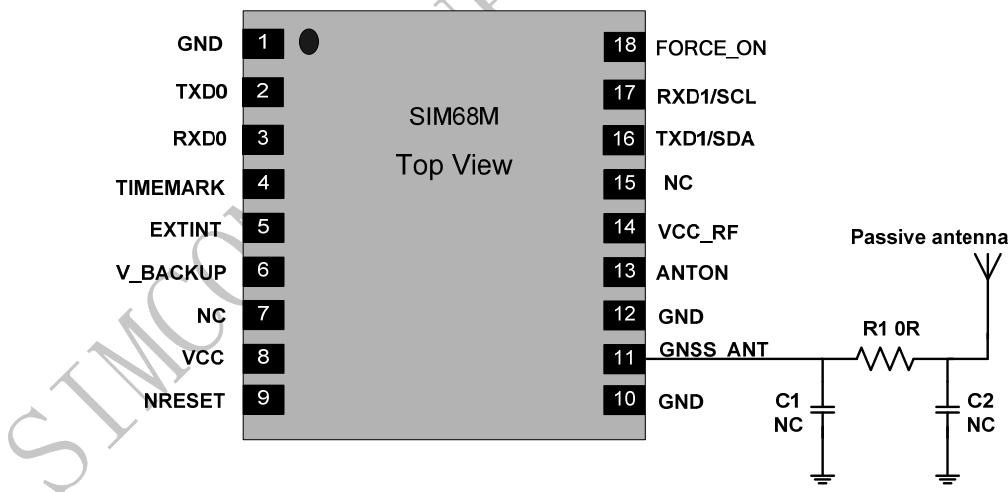 GND 1
TXD0 2
RXD0 3
TIMEMARK 4
EXTINT 5
V_BACKUP 6
NC 7
VCC 8
NRESET 9
SIM68M
Top View
18 FORCE_ON
17 RXD1/SCL
16 TXD1/SDA
15 NC
14 VCC_RF
13 ANTON
12 GND
11 GNSS_ANT
10 GND
Passive antenna
R1 0R
C1
NC
C2
NC
SIMCOM